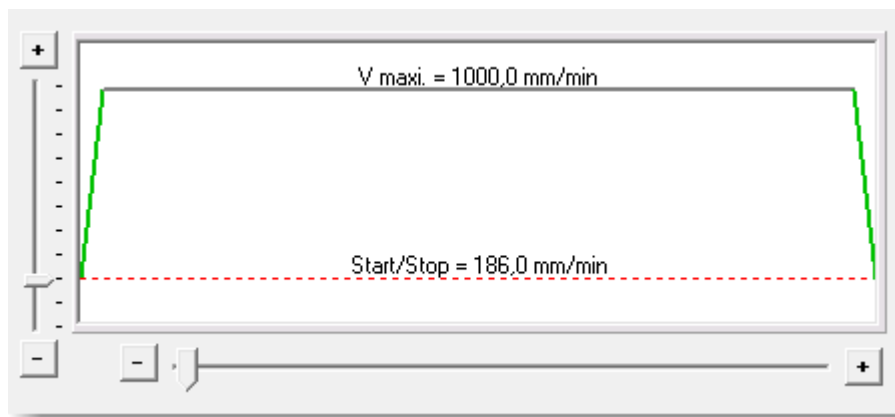 +
V maxi. = 1000,0 mm/min
Start/Stop = 186,0 mm/min
-
-
+